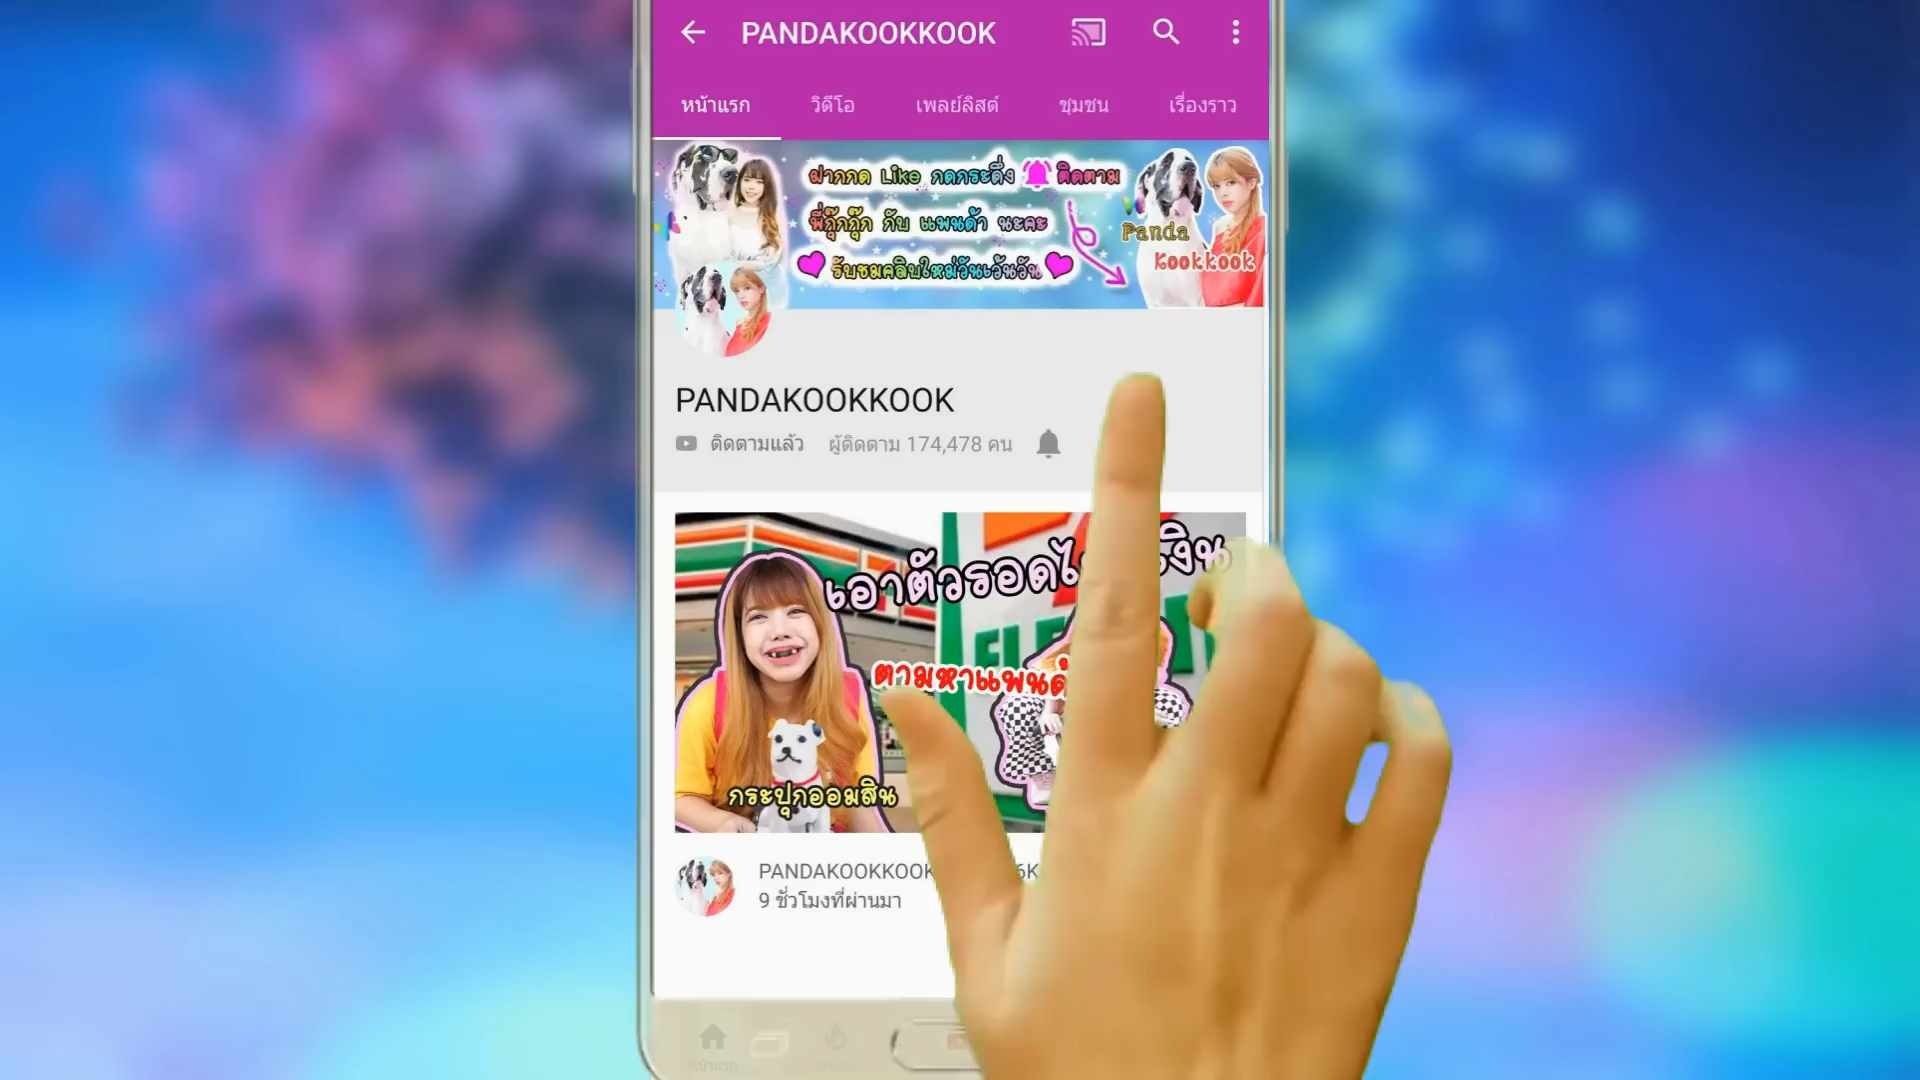 PANDAKOOKKOOK
หน้าแรก วิดีโอ เพลย์ลิสต์ ชุมชน เรื่องราว
ฝากกด Like กดกระดิ่ง ติดตาม
พี่กุ๊กกุ๊ก กับ แพนด้า นะคะ
รับชมคลิปใหม่วันเว้นวัน
Panda
kookkook
PANDAKOOKKOOK
ติดตามแล้ว ผู้ติดตาม 174,478 คน
เอาตัวรอด
ตามหาแพนด้
กระปุกออมสิน
PANDAKOOKKOOK 6K
9 ชั่วโมงที่ผ่านมา
หน้าแรก